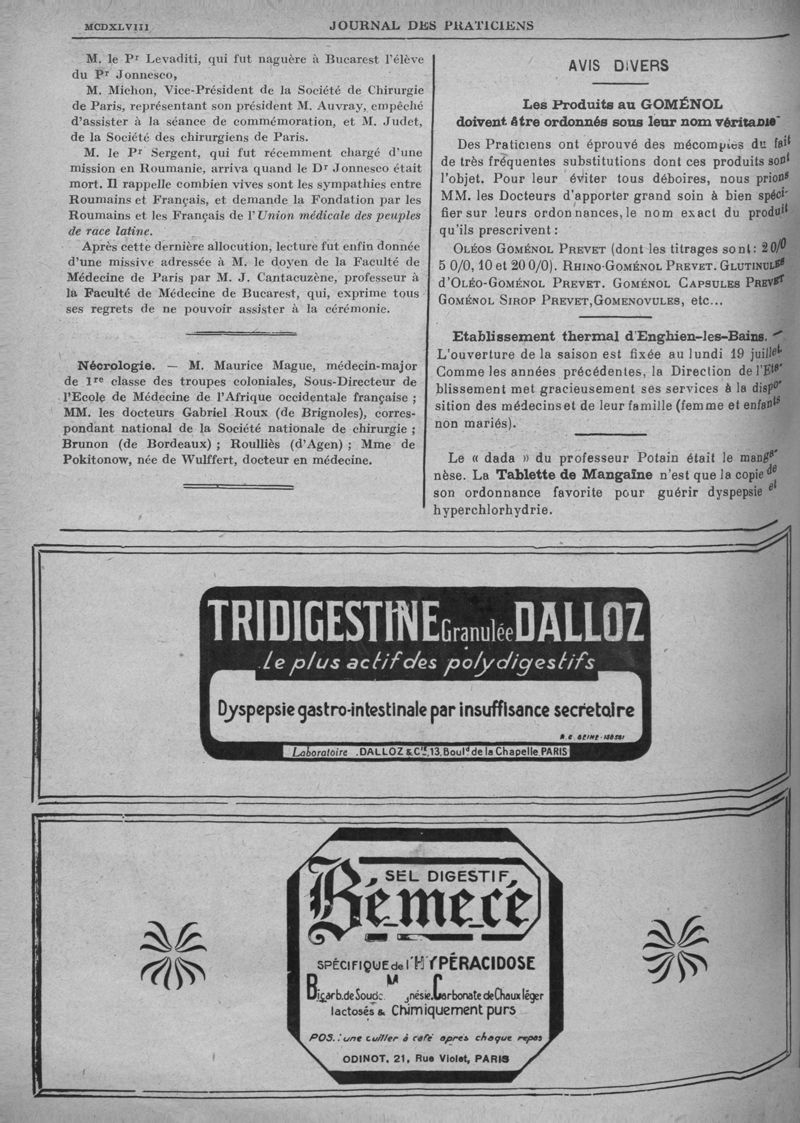 MCDXLVIII
JOURNAL DES PRATICIENS
M. le Pr Levaditi, qui fut naguère à Bucarest l'élève
du Pr Jonnesco,
M. Michon, Vice-Président de la Société de Chirurgie
de Paris, représentant son président M. Auvray, empêché
d'assister à la séance de commémoration, et M. Judet,
de la Société des chirurgiens de Paris.
M. le Pr Sergent, qui fut récemment chargé d'une
mission en Roumanie, arriva quand le Dr Jonnesco était
mort. Il rappelle combien vives sont les sympathies entre
Roumains et Français, et demande la Fondation par les
Roumains et les Français de l'Union médicale des peuples
de race latine.
Après cette dernière allocution, lecture fut enfin donnée
d'une missive adressée à M. le doyen de la Faculté de
Médecine de Paris par M. J. Cantacuzène, professeur à
la Faculté de Médecine de Bucarest, qui, exprime tous
ses regrets de ne pouvoir assister à la cérémonie.
Nécrologie. — M. Maurice Mague, médecin-major
de 1re classe des troupes coloniales, Sous-Directeur de
l'Ecole de Médecine de l'Afrique occidentale française ;
MM. les docteurs Gabriel Roux (de Brignoles), corres-
pondant national de la Société nationale de chirurgie ;
Brunon (de Bordeaux) ; Roulliès (d'Agen) ; Mme de
Pokitonow, née de Wulffert, docteur en médecine.
AVIS DIVERS
Les Produits au GOMÉNOL
doivent être ordonnés sous leur nom véritable
Des Praticiens ont éprouvé des mécomptes du fait
de très fréquentes substitutions dont ces produits sont
l'objet. Pour leur éviter tous déboires, nous prions
MM. les Docteurs d'apporter grand soin à bien spéci-
fier sur leurs ordonnances, le nom exact du produit
qu'ils prescrivent :
OLÉOS GOMÉNOL PREVET (dont les titrages sont: 2 0/0
5 0/0, 10 et 20 0/0). RHINO-GOMÉNOL PREVET. GLUTINULES
D'OLÉO-GOMÉNOL PREVET. GOMÉNOL CAPSULES PREVET
GOMÉNOL SIROP PREVET, GOMENOVULES, etc...
Etablissement thermal d'Enghien-les-Bains. —
L'ouverture de la saison est fixée au lundi 19 juillet.
Comme les années précédentes, la Direction de l'Eta-
blissement met gracieusement ses services à la dispo-
sition des médecins et de leur famille (femme et enfants
non mariés).
Le « dada » du professeur Potain était le manga-
nèse. La Tablette de Mangaïne n'est que la copie de
son ordonnance favorite pour guérir dyspepsie et
hyperchlorhydrie.
TRIDIGESTINE Granulée DALLOZ
Le plus actif des polydigestifs
Dyspepsie gastro-intestinale par insuffisance secretoire
R.C. SEINE
Laboratoire .DALLOZ & Cie, 13, Bould de la Chapelle PARIS
SEL DIGESTIF
Bémecé
SPÉCIFIQUE de l'HYPÉRACIDOSE
Bicarb. de Soude M gnésie. Carbonate de Chaux léger
lactosés & Chimiquement purs
POS. : une cuiller à café apres chaque repas
ODINOT, 21, Rue Violet, PARIS